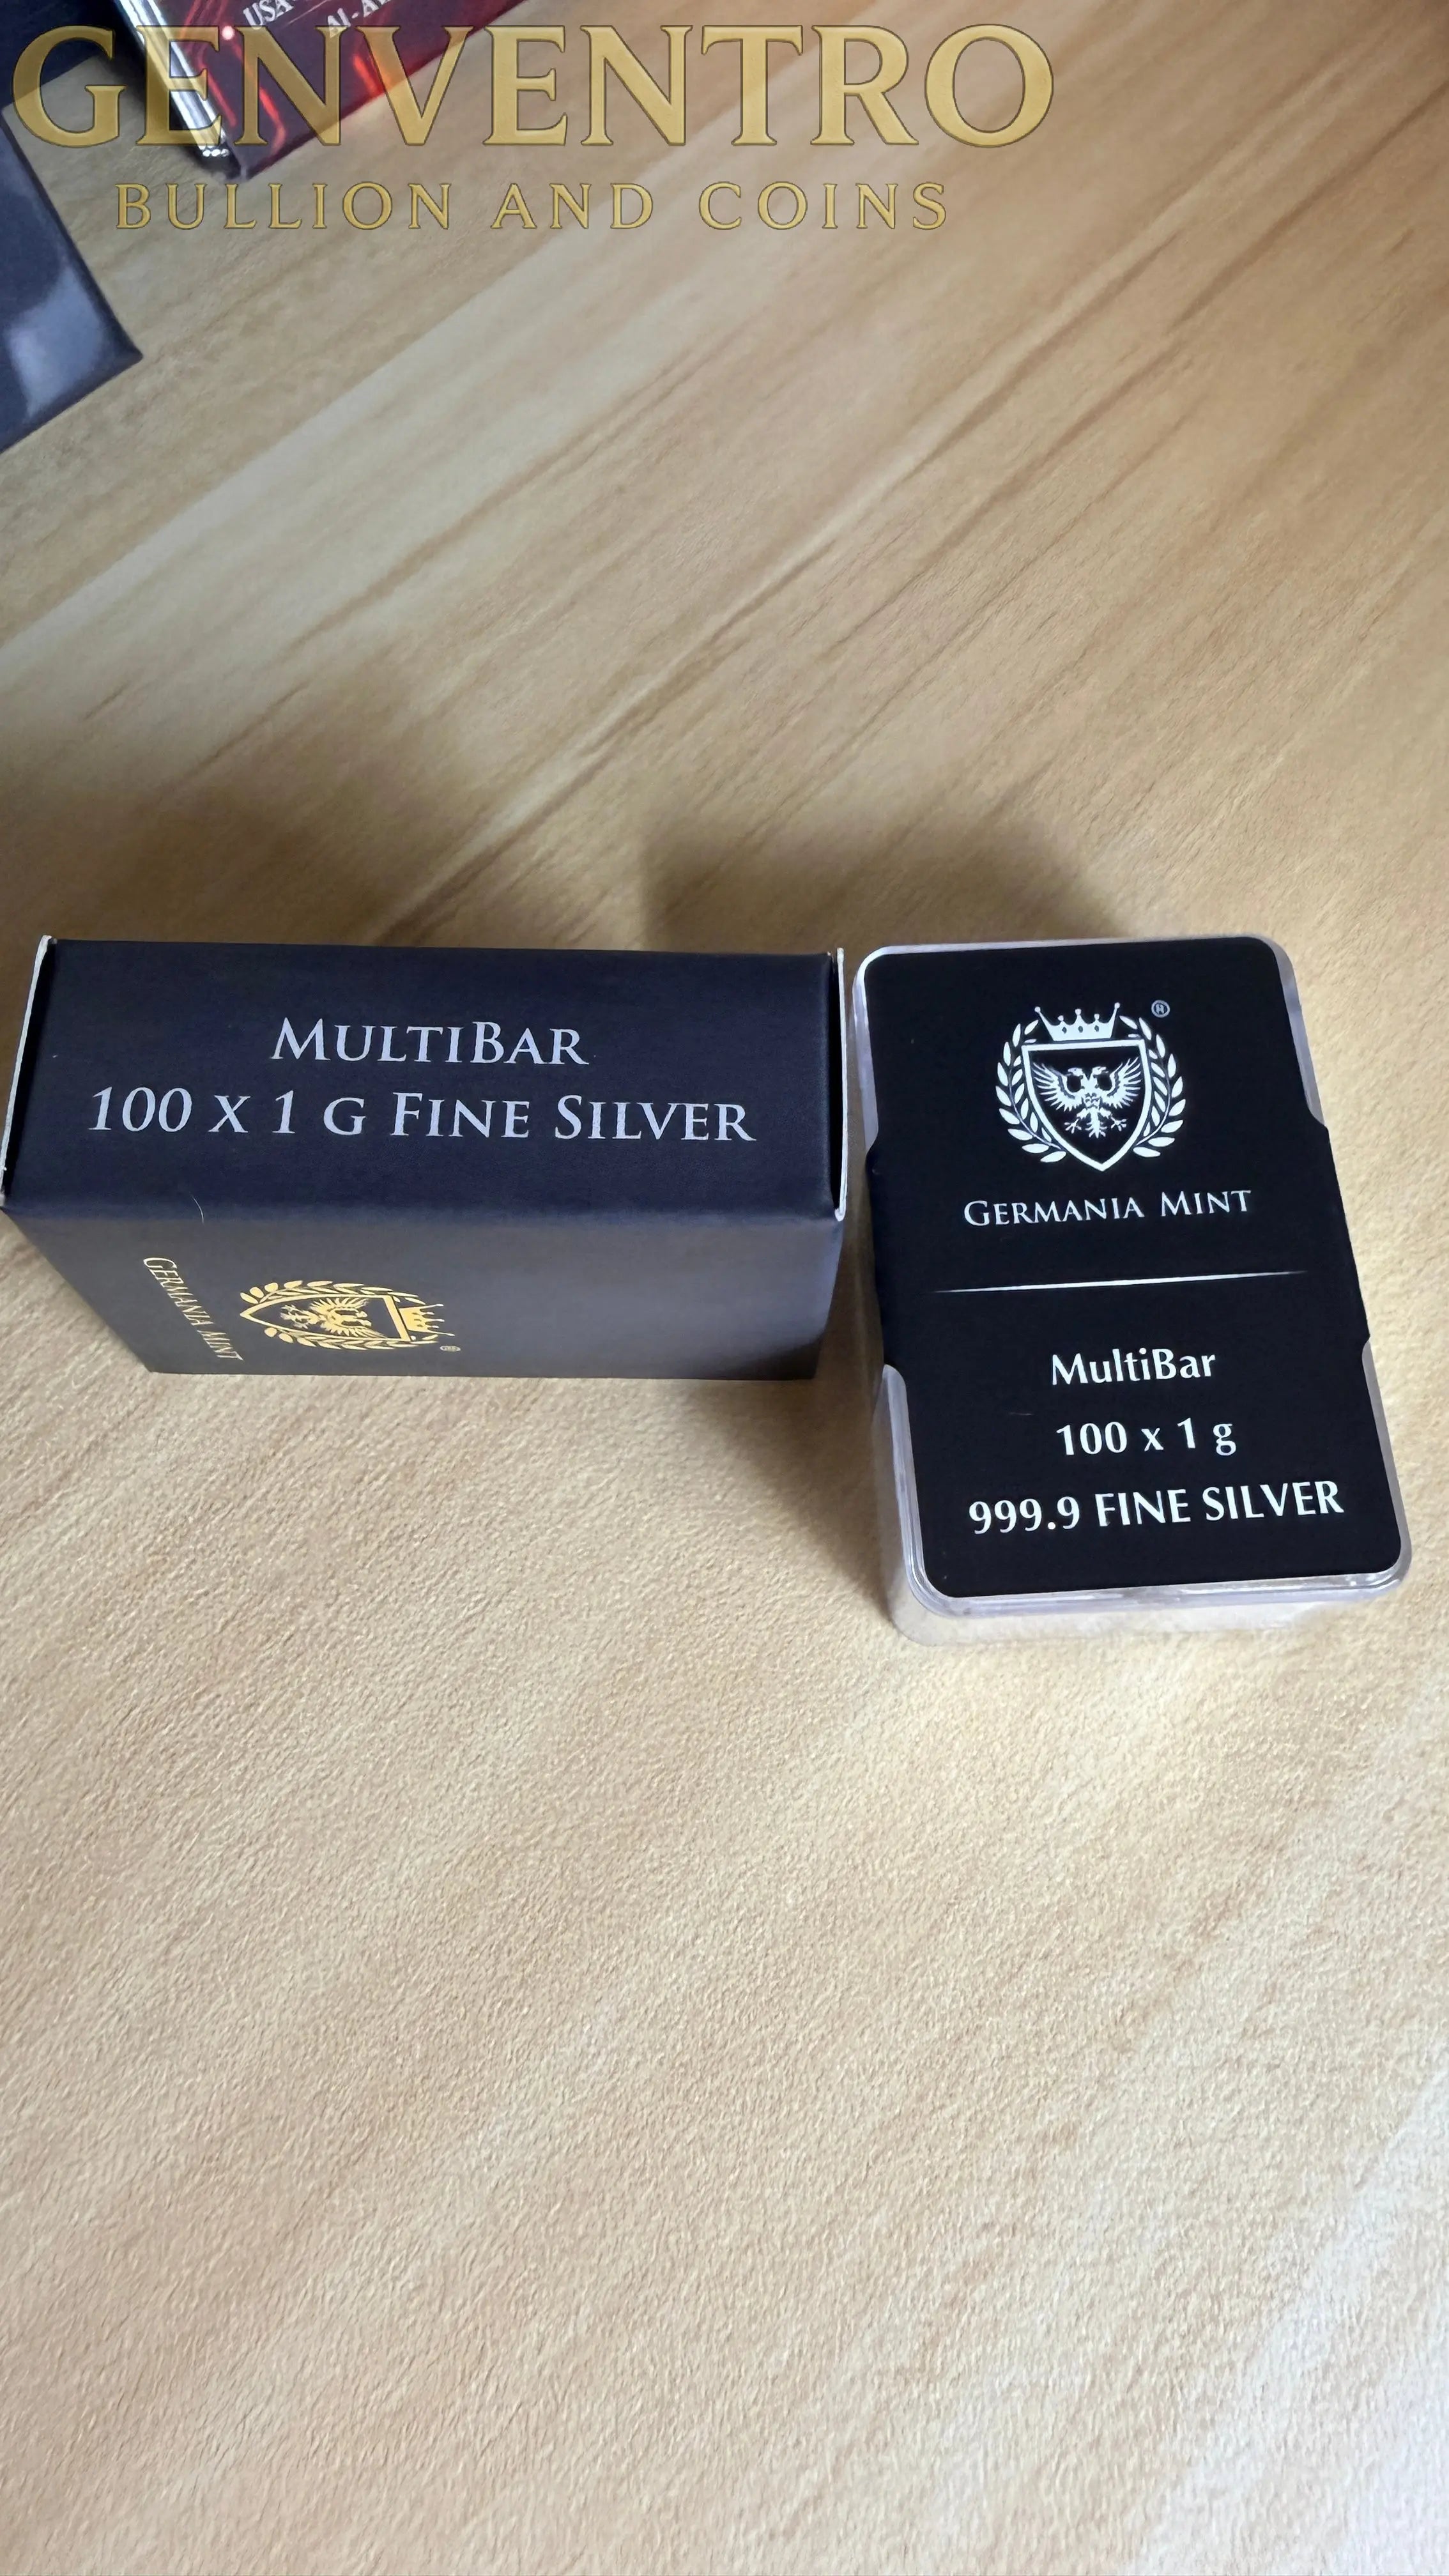 USA
GENVENTRO
BULLION AND COINS
MULTIBAR
100 X 1 G FINE SILVER
GERMANIA MINT
®
®
GERMANIA MINT
MultiBar
100 x 1 g
999.9 FINE SILVER